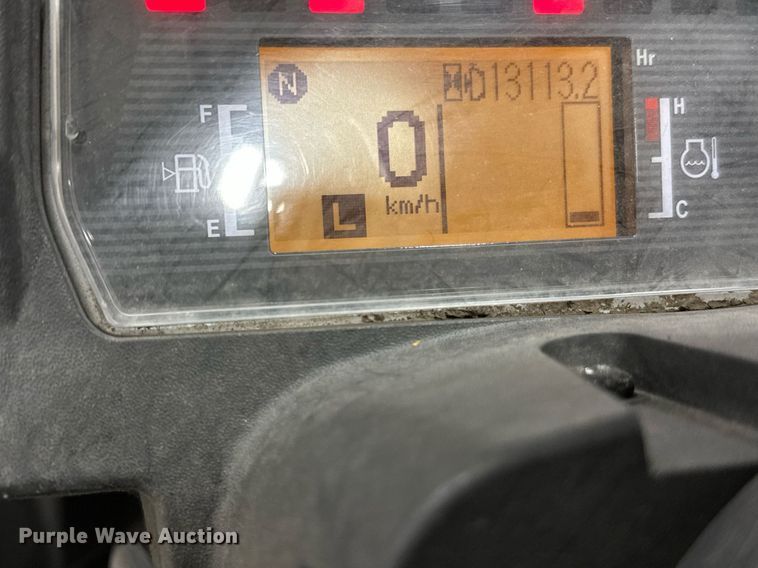 Hr
N 13113.2
F H
0
km/h
L
E C
Purple Wave Auction